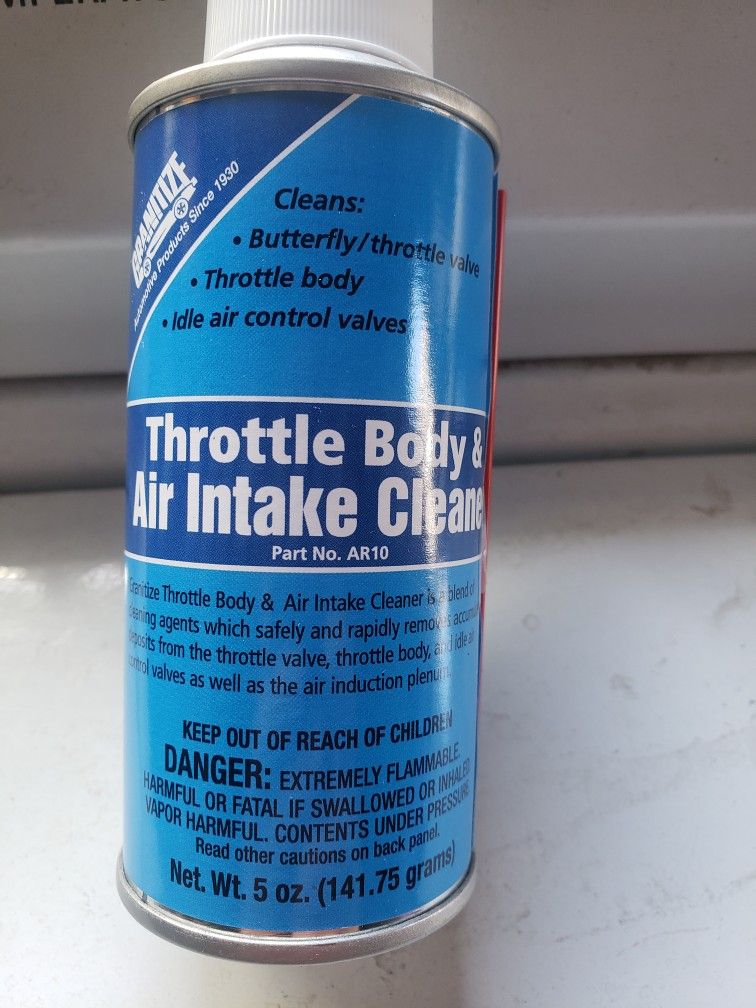 GRANITIZE
Automotive Products Since 1930
Cleans:
• Butterfly/throttle valve
• Throttle body
• Idle air control valves
Throttle Body &
Air Intake Cleane
Part No. AR10
Granitize Throttle Body & Air Intake Cleaner is a blend of
cleaning agents which safely and rapidly removes accumu
deposits from the throttle valve, throttle body, and idle air
control valves as well as the air induction plenum.
KEEP OUT OF REACH OF CHILDREN
DANGER: EXTREMELY FLAMMABLE.
HARMFUL OR FATAL IF SWALLOWED OR INHALED.
VAPOR HARMFUL. CONTENTS UNDER PRESSURE.
Read other cautions on back panel.
Net. Wt. 5 oz. (141.75 grams)